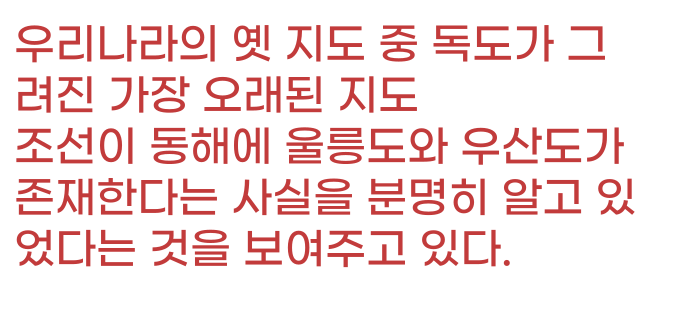 우리나라의 옛 지도 중 독도가 그
려진 가장 오래된 지도
조선이 동해에 울릉도와 우산도가
존재한다는 사실을 분명히 알고 있
었다는 것을 보여주고 있다.